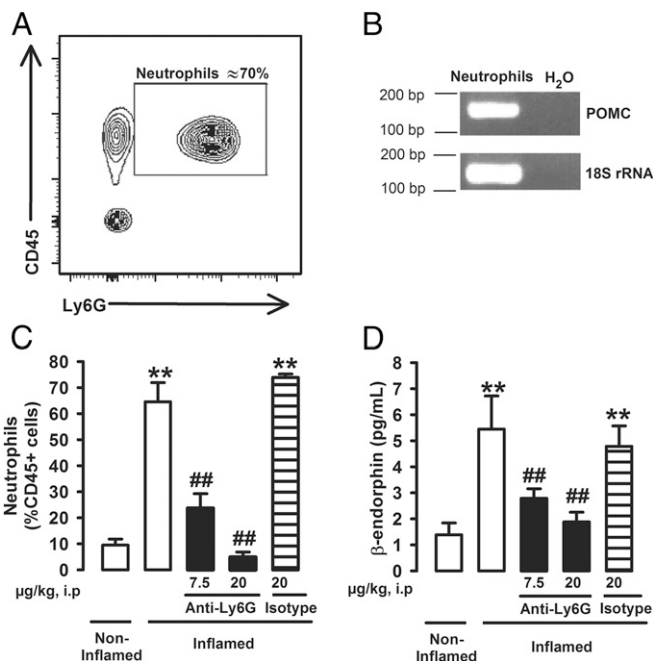 A
Neutrophils ≈70%
CD45
Ly6G
B
Neutrophils H₂O
200 bp
100 bp
POMC
200 bp
100 bp
18S rRNA
C
Neutrophils
(%CD45+ cells)
80
70
60
50
40
30
20
10
0
**
##
##
**
µg/kg, i.p
7.5 20 20
Anti-Ly6G Isotype
Non-
Inflamed
Inflamed
D
β-endorphin (pg/mL)
8
7
6
5
4
3
2
1
0
**
##
##
**
µg/kg, i.p
7.5 20 20
Anti-Ly6G Isotype
Non-
Inflamed
Inflamed